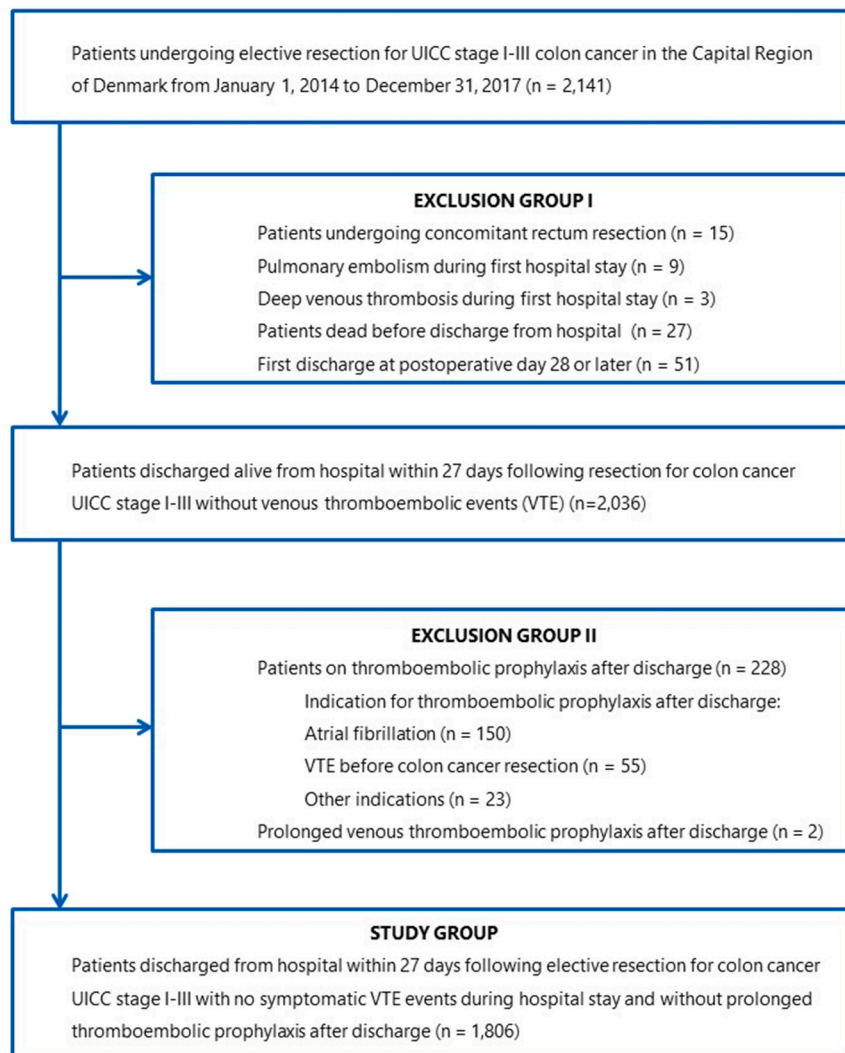 Patients undergoing elective resection for UICC stage I-III colon cancer in the Capital Region
of Denmark from January 1, 2014 to December 31, 2017 (n = 2,141)
EXCLUSION GROUP I
Patients undergoing concomitant rectum resection (n = 15)
Pulmonary embolism during first hospital stay (n = 9)
Deep venous thrombosis during first hospital stay (n = 3)
Patients dead before discharge from hospital (n = 27)
First discharge at postoperative day 28 or later (n = 51)
Patients discharged alive from hospital within 27 days following resection for colon cancer
UICC stage I-III without venous thromboembolic events (VTE) (n=2,036)
EXCLUSION GROUP II
Patients on thromboembolic prophylaxis after discharge (n = 228)
Indication for thromboembolic prophylaxis after discharge:
Atrial fibrillation (n = 150)
VTE before colon cancer resection (n = 55)
Other indications (n = 23)
Prolonged venous thromboembolic prophylaxis after discharge (n = 2)
STUDY GROUP
Patients discharged from hospital within 27 days following elective resection for colon cancer
UICC stage I-III with no symptomatic VTE events during hospital stay and without prolonged
thromboembolic prophylaxis after discharge (n = 1,806)